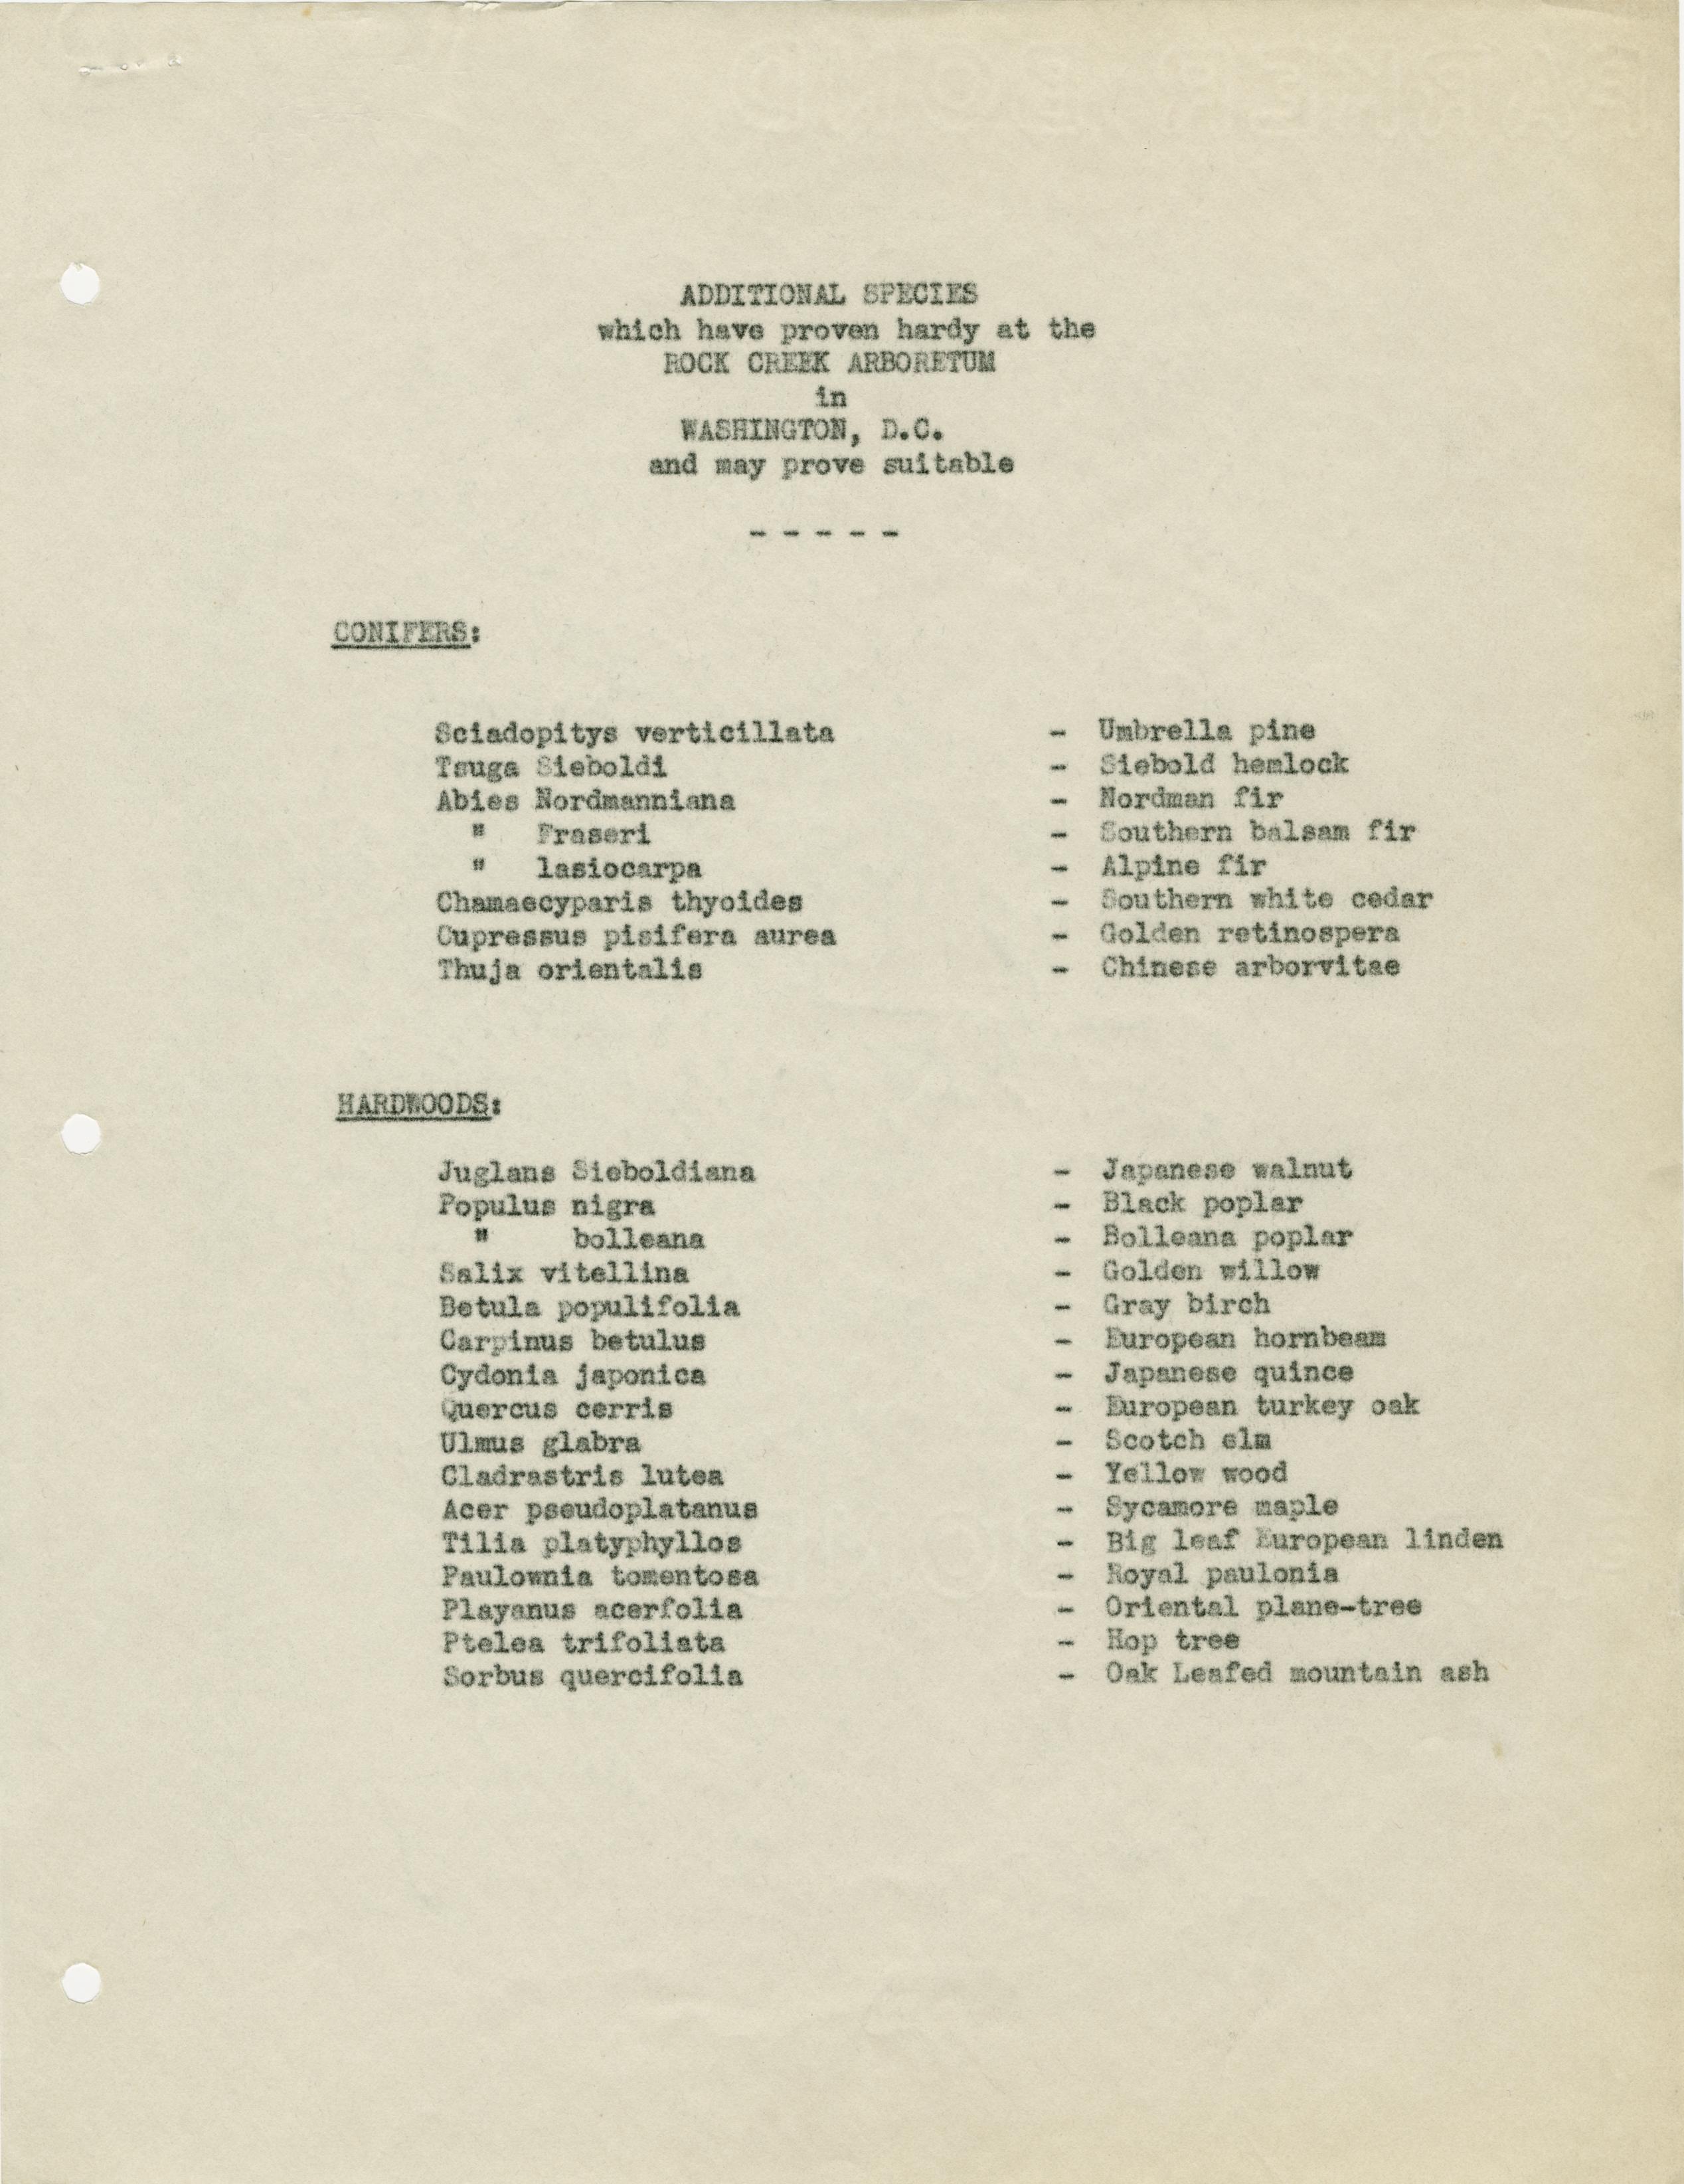 ADDITIONAL SPECIES
which have proven hardy at the
ROCK CREEK ARBORETUM
in
WASHINGTON, D.C.
and may prove suitable
- - - - -
CONIFERS:
Sciadopitys verticillata - Umbrella pine
Tsuga Sieboldi - Siebold hemlock
Abies Nordmanniana - Nordman fir
" Fraseri - Southern balsam fir
" lasiocarpa - Alpine fir
Chamaecyparis thyoides - Southern white cedar
Cupressus pisifera aurea - Golden retinospera
Thuja orientalis - Chinese arborvitae
HARDWOODS:
Juglans Sieboldiana - Japanese walnut
Populus nigra - Black poplar
" bolleana - Bolleana poplar
Salix vitellina - Golden willow
Betula populifolia - Gray birch
Carpinus betulus - European hornbeam
Cydonia japonica - Japanese quince
Quercus cerris - European turkey oak
Ulmus glabra - Scotch elm
Cladrastris lutea - Yellow wood
Acer pseudoplatanus - Sycamore maple
Tilia platyphyllos - Big leaf European linden
Paulownia tomentosa - Royal paulonia
Playanus acerfolia - Oriental plane-tree
Ptelea trifoliata - Hop tree
Sorbus quercifolia - Oak Leafed mountain ash